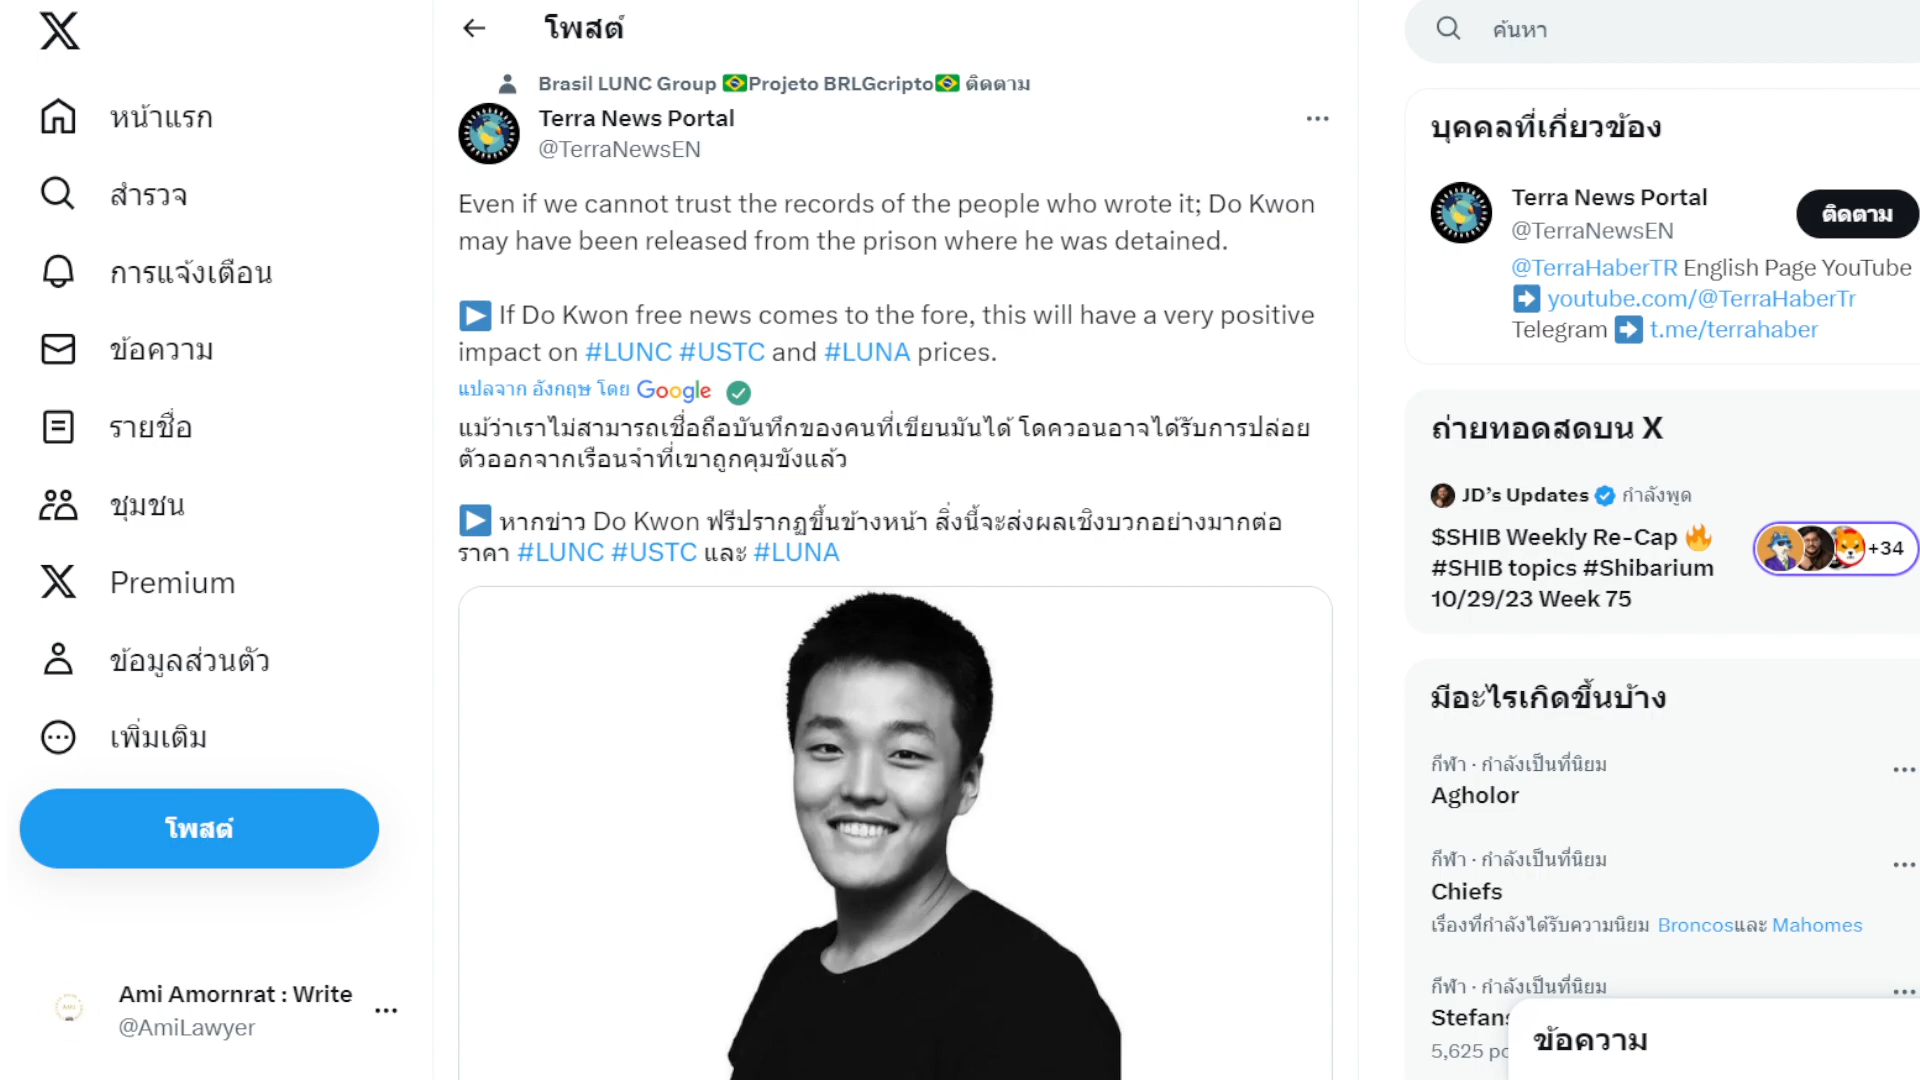 หน้าแรก
สำรวจ
การแจ้งเตือน
ข้อความ
รายชื่อ
ชุมชน
Premium
ข้อมูลส่วนตัว
เพิ่มเติม
โพสต์
Ami Amornrat : Write
@AmiLawyer
โพสต์
Brasil LUNC Group 🇧🇷Projeto BRLGcripto🇧🇷 ติดตาม
Terra News Portal
@TerraNewsEN
Even if we cannot trust the records of the people who wrote it; Do Kwon
may have been released from the prison where he was detained.
▶️ If Do Kwon free news comes to the fore, this will have a very positive
impact on #LUNC #USTC and #LUNA prices.
แปลจาก อังกฤษ โดย Google
แม้ว่าเราไม่สามารถเชื่อถือบันทึกของคนที่เขียนมันได้ โดควอนอาจได้รับการปล่อย
ตัวออกจากเรือนจำที่เขาถูกคุมขังแล้ว
▶️ หากข่าว Do Kwon ฟรีปรากฏขึ้นข้างหน้า สิ่งนี้จะส่งผลเชิงบวกอย่างมากต่อ
ราคา #LUNC #USTC และ #LUNA
ค้นหา
บุคคลที่เกี่ยวข้อง
Terra News Portal
@TerraNewsEN
ติดตาม
@TerraHaberTR English Page YouTube
➡️ youtube.com/@TerraHaberTr
Telegram ➡️ t.me/terrahaber
ถ่ายทอดสดบน X
JD’s Updates กำลังพูด
$SHIB Weekly Re-Cap 🔥
#SHIB topics #Shibarium
10/29/23 Week 75
+34
มีอะไรเกิดขึ้นบ้าง
กีฬา · กำลังเป็นที่นิยม
Agholor
กีฬา · กำลังเป็นที่นิยม
Chiefs
เรื่องที่กำลังได้รับความนิยม Broncosและ Mahomes
กีฬา · กำลังเป็นที่นิยม
Stefans
5,625 po
ข้อความ